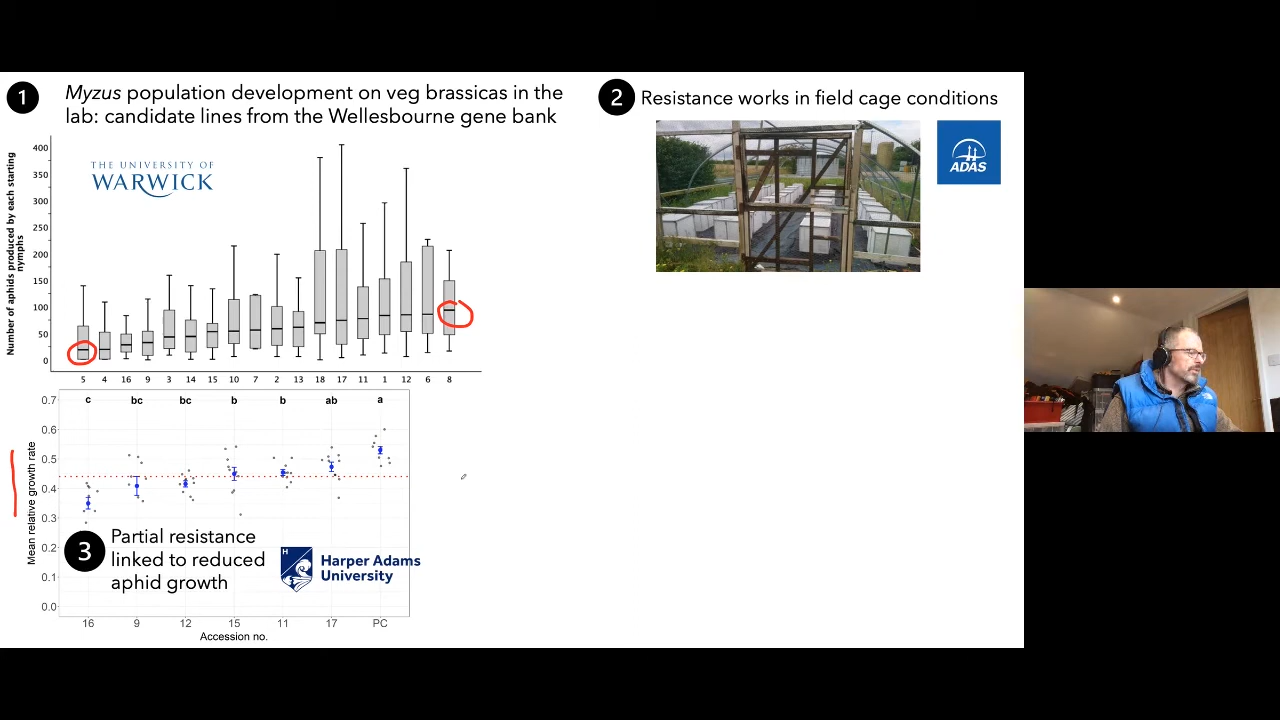 1
Myzus population development on veg brassicas in the
lab: candidate lines from the Wellesbourne gene bank
THE UNIVERSITY OF
WARWICK
Number of aphids produced by each starting
nymphs
400
350
300
250
200
150
100
50
0
5 4 16 9 3 14 15 10 7 2 13 18 17 11 1 12 6 8
2
Resistance works in field cage conditions
ADAS
Mean relative growth rate
0.7
0.6
0.5
0.4
0.3
0.2
0.1
0.0
c bc bc b b ab a
3
Partial resistance
linked to reduced
aphid growth
H
Harper Adams
University
16 9 12 15 11 17 PC
Accession no.